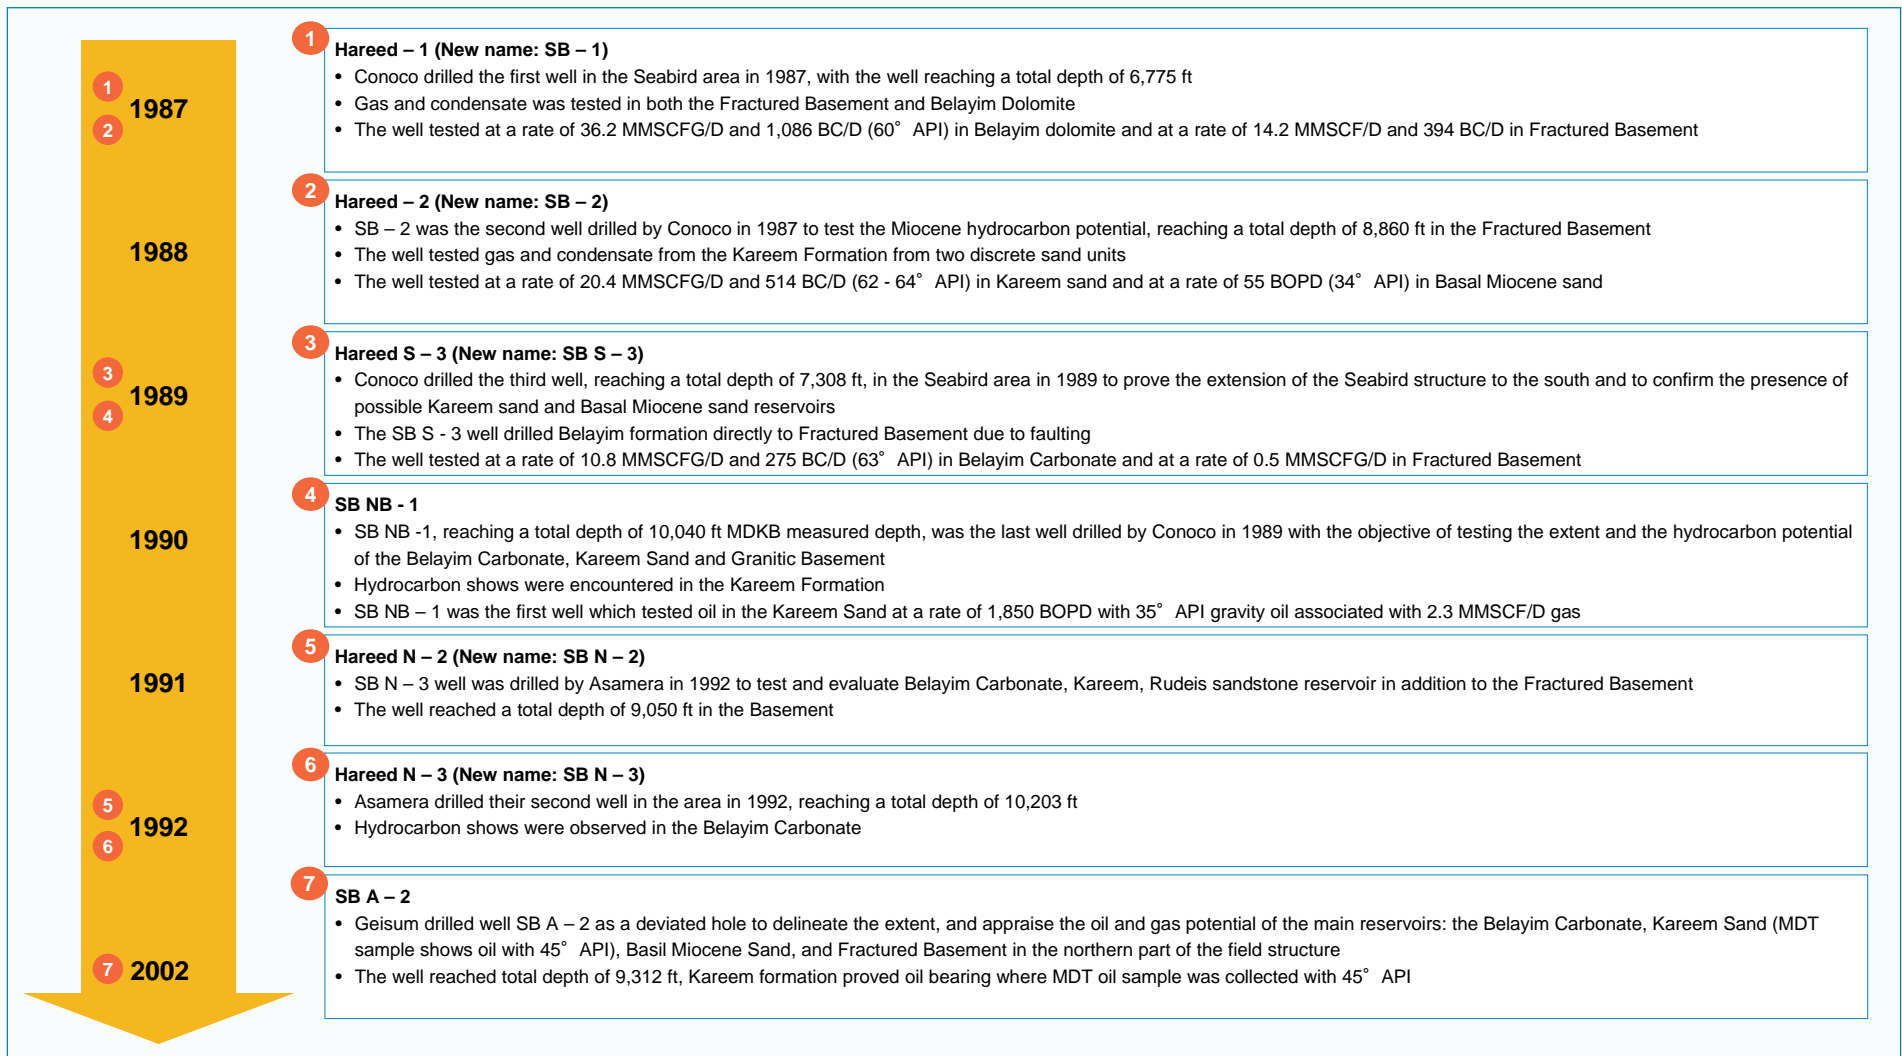 1
1987
2
1988
3
1989
4
1990
1991
5
1992
6
7 2002
1
Hareed – 1 (New name: SB – 1)
• Conoco drilled the first well in the Seabird area in 1987, with the well reaching a total depth of 6,775 ft
• Gas and condensate was tested in both the Fractured Basement and Belayim Dolomite
• The well tested at a rate of 36.2 MMSCFG/D and 1,086 BC/D (60° API) in Belayim dolomite and at a rate of 14.2 MMSCF/D and 394 BC/D in Fractured Basement
2
Hareed – 2 (New name: SB – 2)
• SB – 2 was the second well drilled by Conoco in 1987 to test the Miocene hydrocarbon potential, reaching a total depth of 8,860 ft in the Fractured Basement
• The well tested gas and condensate from the Kareem Formation from two discrete sand units
• The well tested at a rate of 20.4 MMSCFG/D and 514 BC/D (62 - 64° API) in Kareem sand and at a rate of 55 BOPD (34° API) in Basal Miocene sand
3
Hareed S – 3 (New name: SB S – 3)
• Conoco drilled the third well, reaching a total depth of 7,308 ft, in the Seabird area in 1989 to prove the extension of the Seabird structure to the south and to confirm the presence of
possible Kareem sand and Basal Miocene sand reservoirs
• The SB S - 3 well drilled Belayim formation directly to Fractured Basement due to faulting
• The well tested at a rate of 10.8 MMSCFG/D and 275 BC/D (63° API) in Belayim Carbonate and at a rate of 0.5 MMSCFG/D in Fractured Basement
4
SB NB - 1
• SB NB -1, reaching a total depth of 10,040 ft MDKB measured depth, was the last well drilled by Conoco in 1989 with the objective of testing the extent and the hydrocarbon potential
of the Belayim Carbonate, Kareem Sand and Granitic Basement
• Hydrocarbon shows were encountered in the Kareem Formation
• SB NB – 1 was the first well which tested oil in the Kareem Sand at a rate of 1,850 BOPD with 35° API gravity oil associated with 2.3 MMSCF/D gas
5
Hareed N – 2 (New name: SB N – 2)
• SB N – 3 well was drilled by Asamera in 1992 to test and evaluate Belayim Carbonate, Kareem, Rudeis sandstone reservoir in addition to the Fractured Basement
• The well reached a total depth of 9,050 ft in the Basement
6
Hareed N – 3 (New name: SB N – 3)
• Asamera drilled their second well in the area in 1992, reaching a total depth of 10,203 ft
• Hydrocarbon shows were observed in the Belayim Carbonate
7
SB A – 2
• Geisum drilled well SB A – 2 as a deviated hole to delineate the extent, and appraise the oil and gas potential of the main reservoirs: the Belayim Carbonate, Kareem Sand (MDT
sample shows oil with 45° API), Basil Miocene Sand, and Fractured Basement in the northern part of the field structure
• The well reached total depth of 9,312 ft, Kareem formation proved oil bearing where MDT oil sample was collected with 45° API